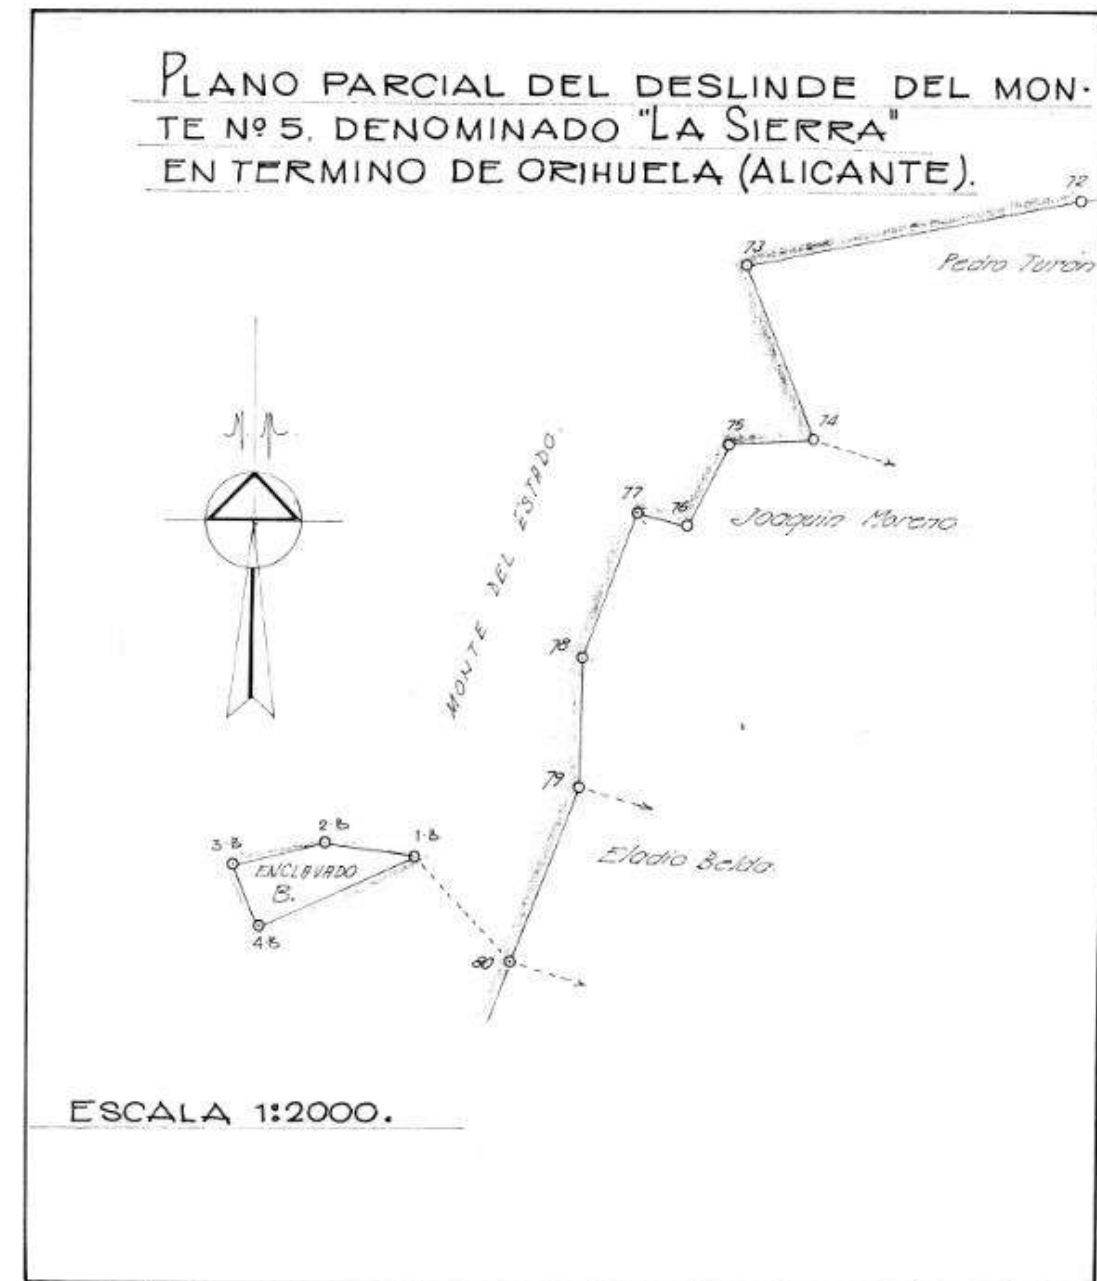 PLANO PARCIAL DEL DESLINDE DEL MON-
TE Nº 5. DENOMINADO "LA SIERRA"
EN TERMINO DE ORIHUELA (ALICANTE).
72
73
Pedro Turón
74
75
76
77
Joaquin Moreno.
N.
MONTE DEL ESTADO.
78
79
Eladio Belda.
1-B
2-B
3-B
ENCLAVADO
B.
4-B
80
ESCALA 1:2000.